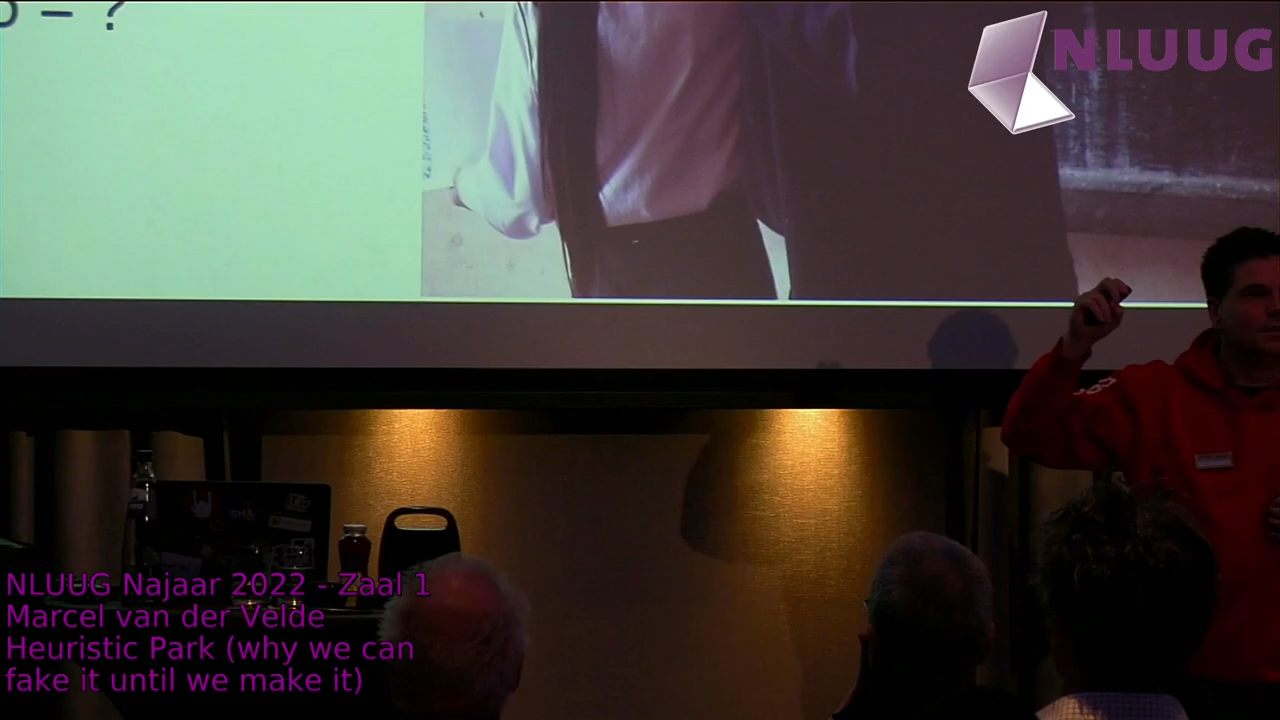 – ?
NLUUG
NLUUG Najaar 2022 - Zaal 1
Marcel van der Velde
Heuristic Park (why we can
fake it until we make it)